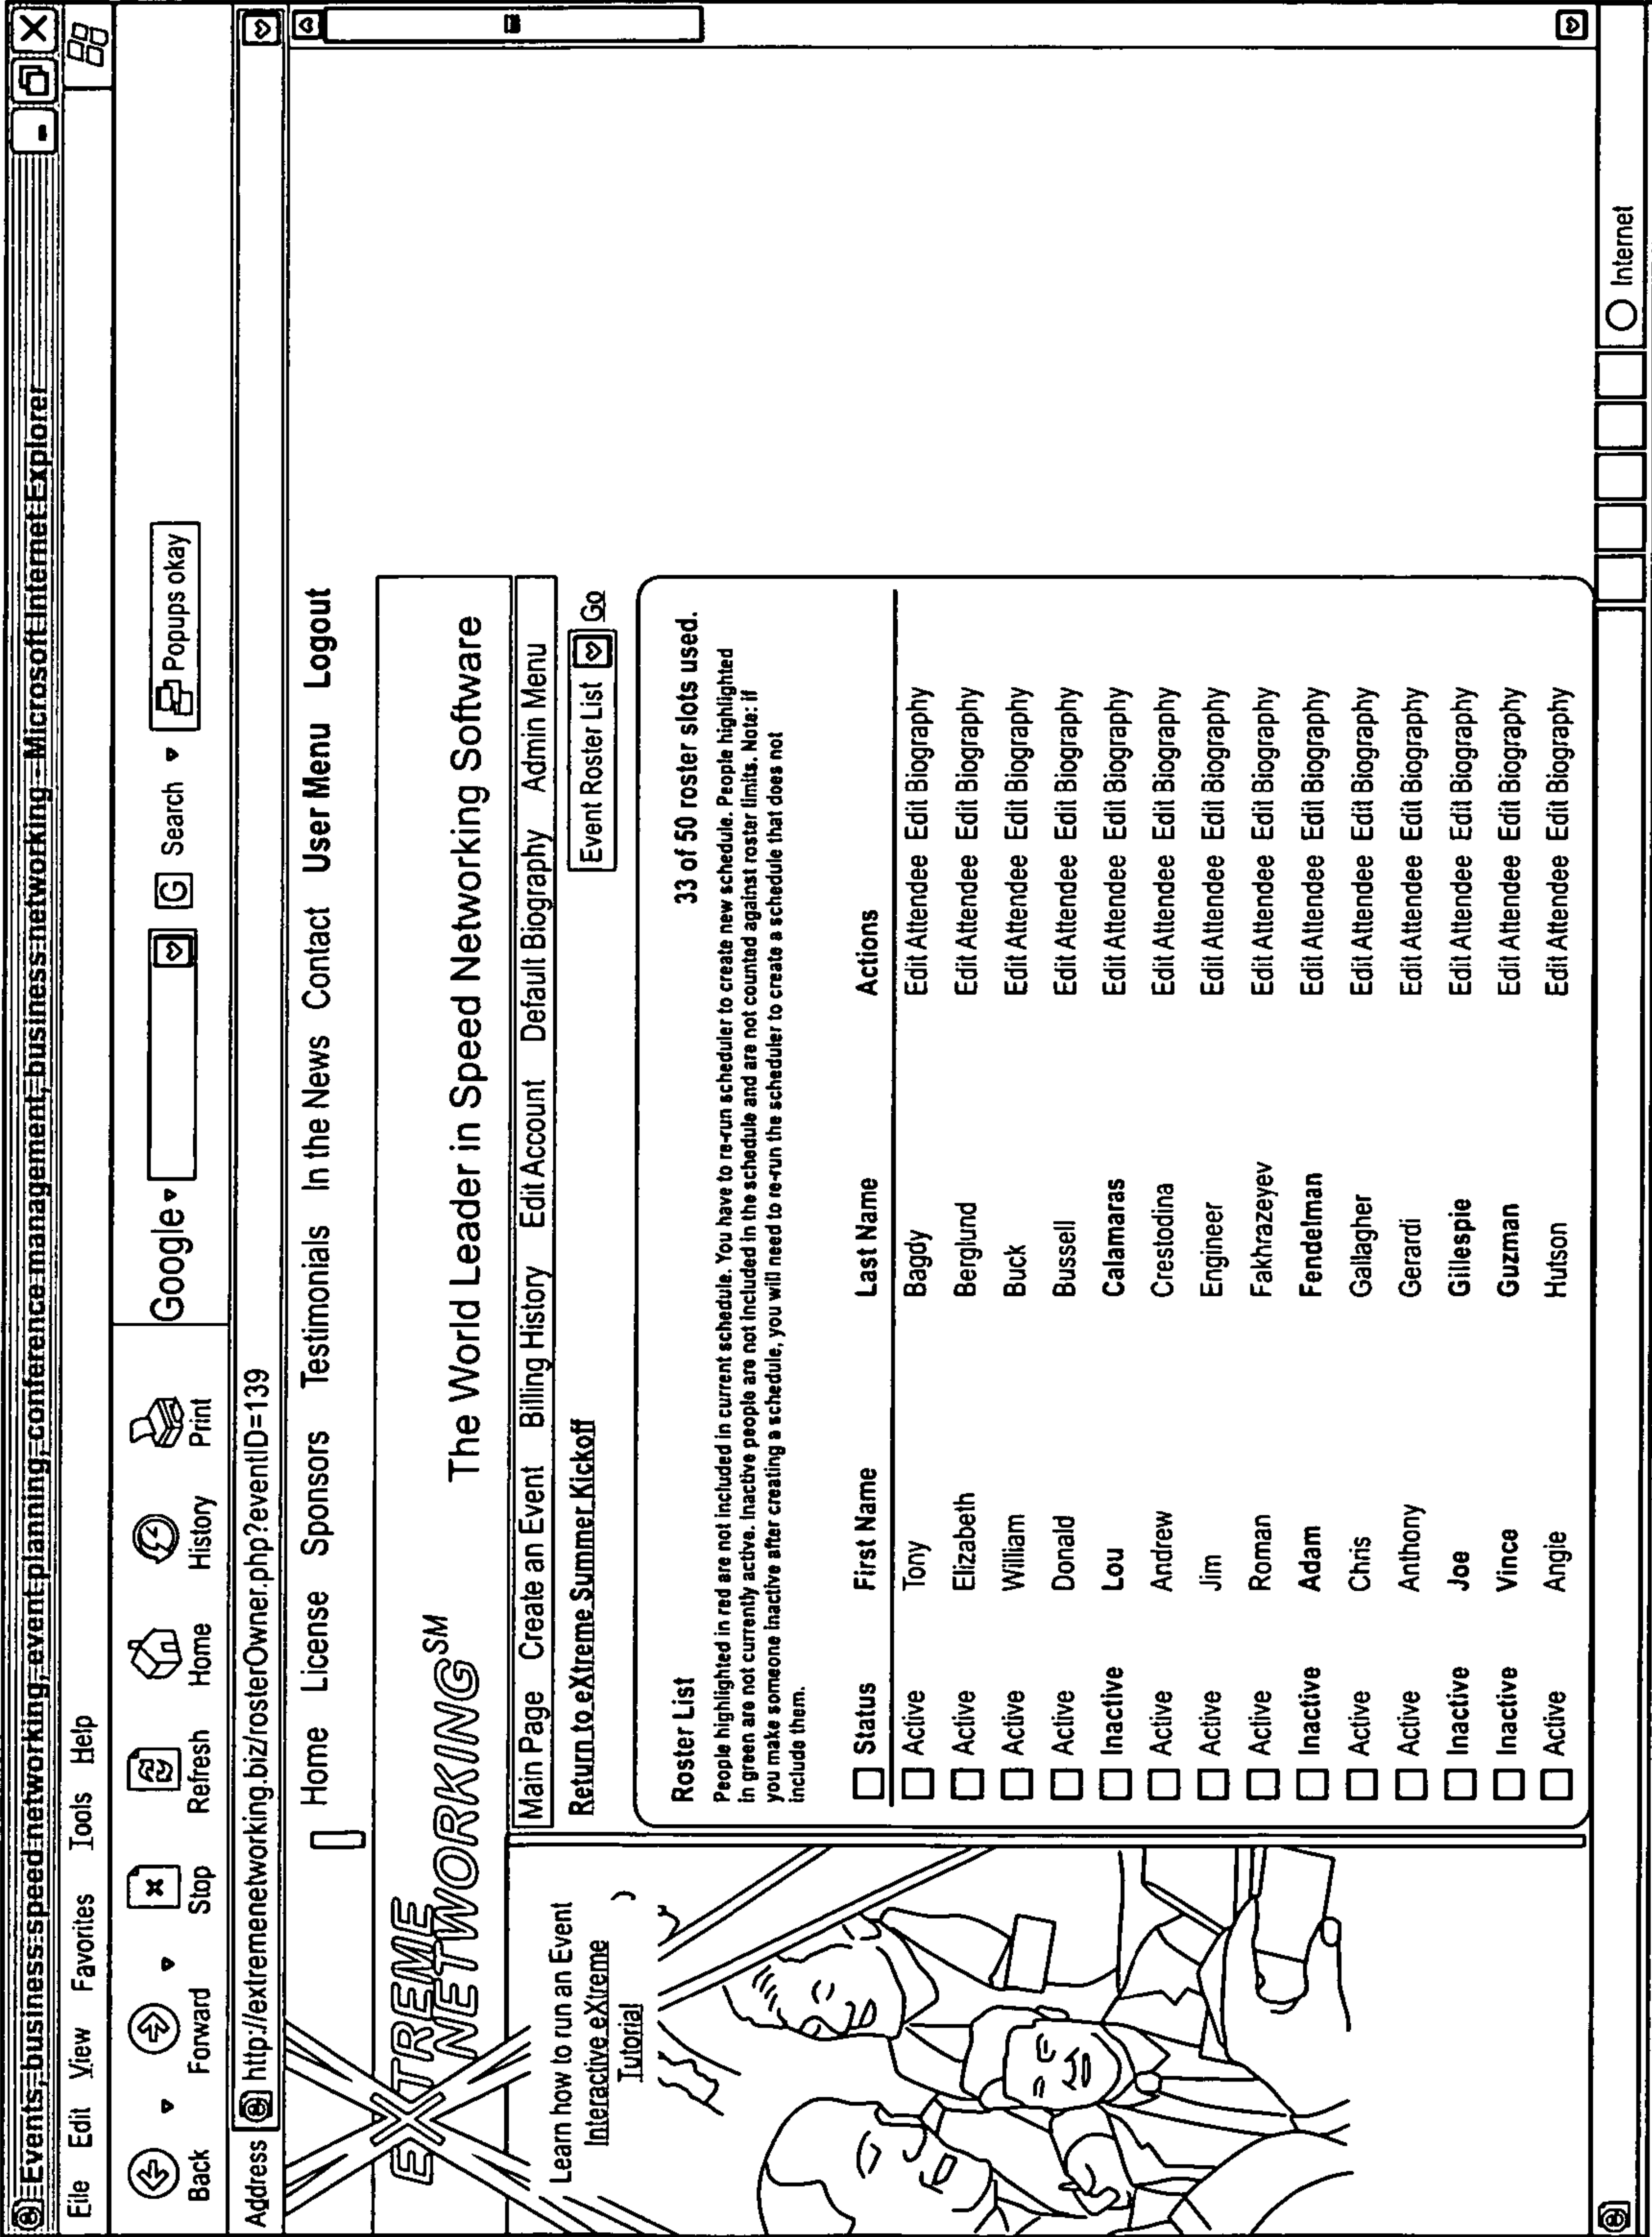 Events, business speed networking, event planning, conference management, business networking - Microsoft Internet Explorer
File Edit View Favorites Tools Help
Back Forward Stop Refresh Home History Print Google G Search Popups okay
Address http://extremenetworking.biz/rosterOwner.php?eventID=139
Home License Sponsors Testimonials In the News Contact User Menu Logout
EXTREME
NETWORKING SM
The World Leader in Speed Networking Software
Main Page Create an Event Billing History Edit Account Default Biography Admin Menu
Learn how to run an Event
Interactive eXtreme
Tutorial
Return to eXtreme Summer Kickoff
Event Roster List Go
Roster List 33 of 50 roster slots used.
People highlighted in red are not included in current schedule. You have to re-run scheduler to create new schedule. People highlighted
in green are not currently active. Inactive people are not included in the schedule and are not counted against roster limits. Note: if
you make someone inactive after creating a schedule, you will need to re-run the scheduler to create a schedule that does not
include them.
Status First Name Last Name Actions
Active Tony Bagdy Edit Attendee Edit Biography
Active Elizabeth Berglund Edit Attendee Edit Biography
Active William Buck Edit Attendee Edit Biography
Active Donald Bussell Edit Attendee Edit Biography
Inactive Lou Calamaras Edit Attendee Edit Biography
Active Andrew Crestodina Edit Attendee Edit Biography
Active Jim Engineer Edit Attendee Edit Biography
Active Roman Fakhrazeyev Edit Attendee Edit Biography
Inactive Adam Fendelman Edit Attendee Edit Biography
Active Chris Gallagher Edit Attendee Edit Biography
Active Anthony Gerardi Edit Attendee Edit Biography
Inactive Joe Gillespie Edit Attendee Edit Biography
Inactive Vince Guzman Edit Attendee Edit Biography
Active Angie Hutson Edit Attendee Edit Biography
Internet